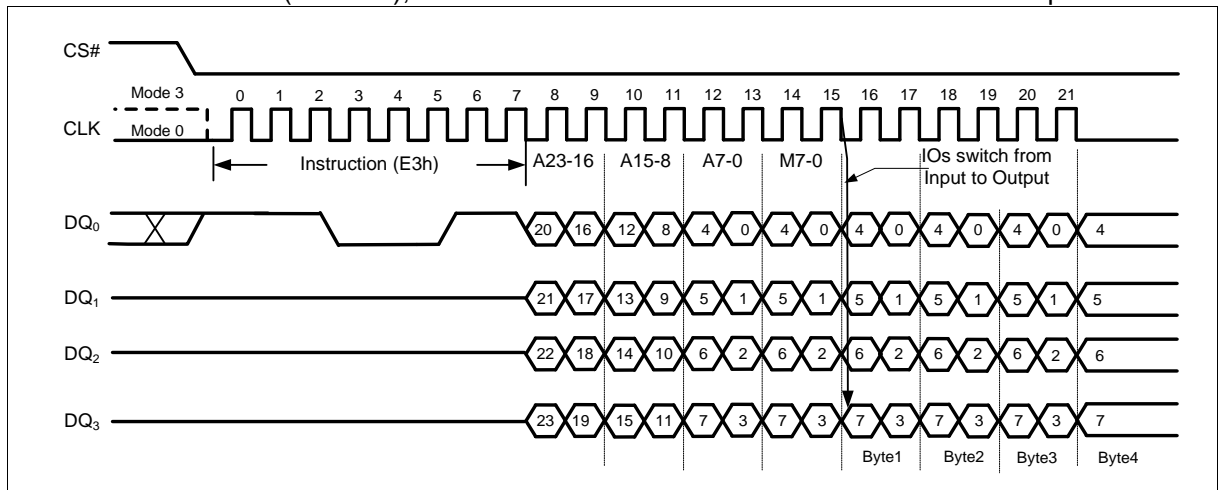 CS#
Mode 3
0 1 2 3 4 5 6 7 8 9 10 11 12 13 14 15 16 17 18 19 20 21
CLK Mode 0
Instruction (E3h) A23-16 A15-8 A7-0 M7-0 IOs switch from
Input to Output
DQ0 20 16 12 8 4 0 4 0 4 0 4 0 4 0 4
DQ1 21 17 13 9 5 1 5 1 5 1 5 1 5 1 5
DQ2 22 18 14 10 6 2 6 2 6 2 6 2 6 2 6
DQ3 23 19 15 11 7 3 7 3 7 3 7 3 7 3 7
Byte1 Byte2 Byte3 Byte4